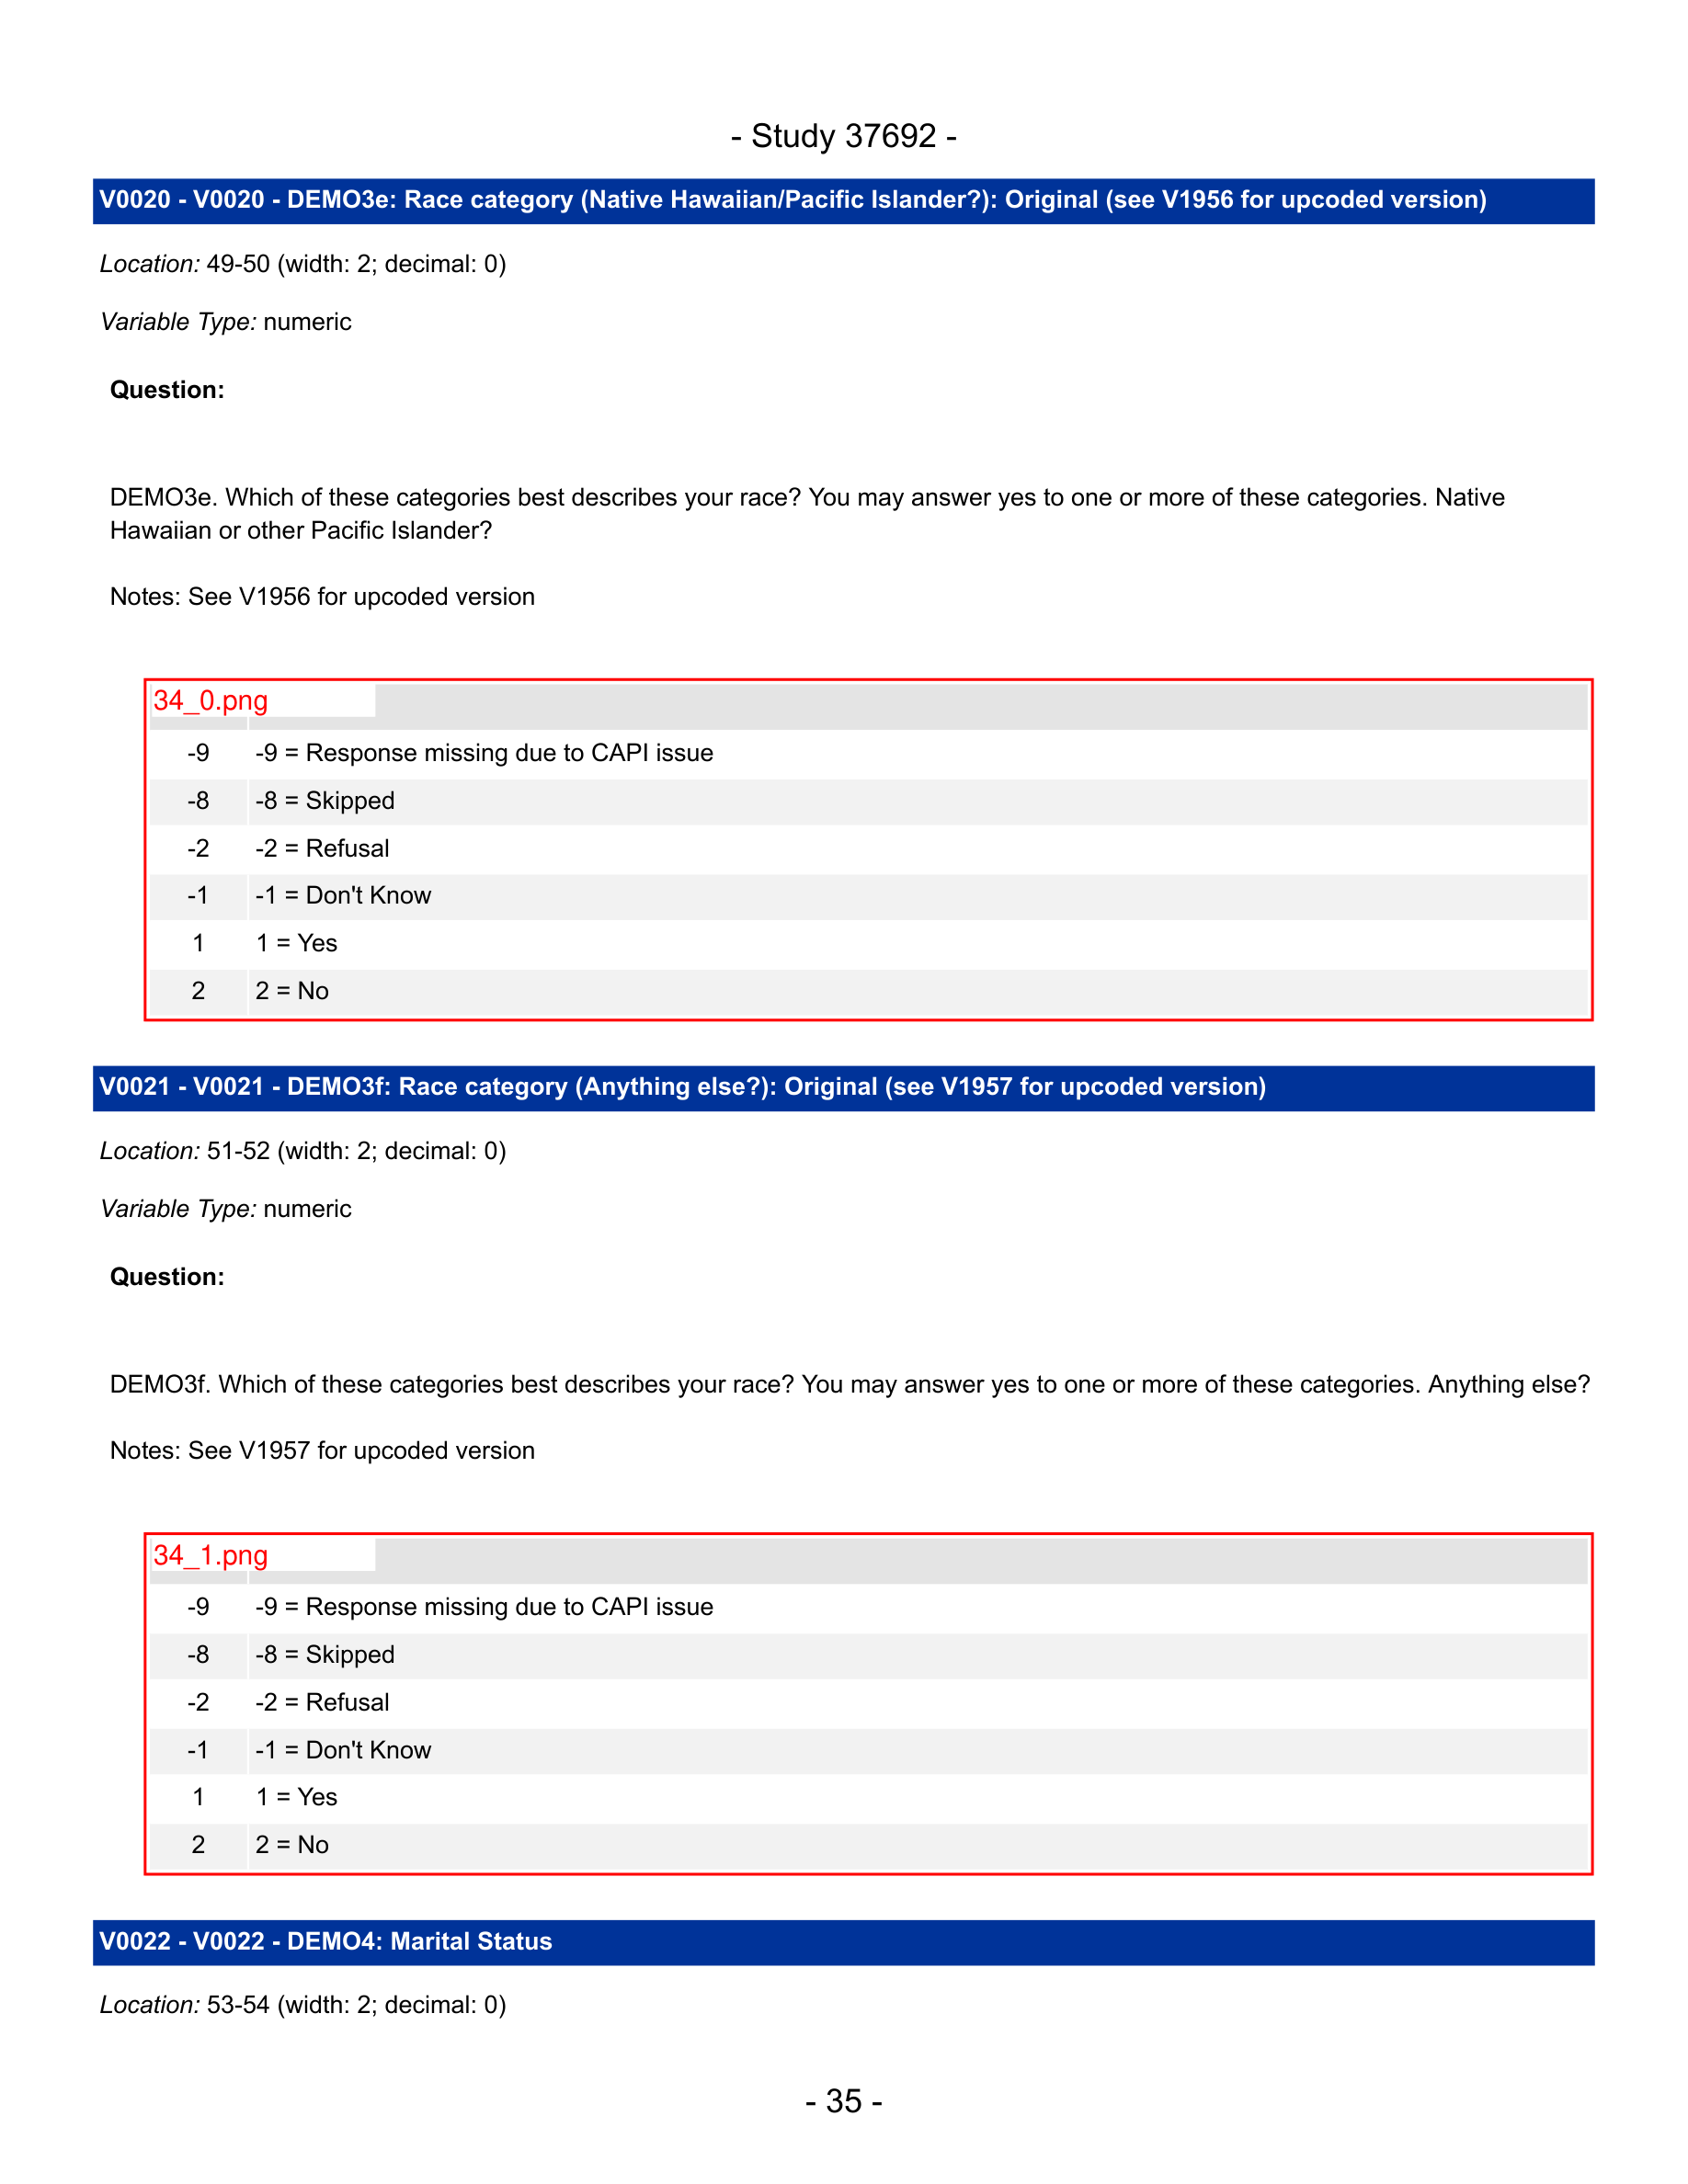 - Study 37692 -
V0020 - V0020 - DEMO3e: Race category (Native Hawaiian/Pacific Islander?): Original (see V1956 for upcoded version)
Location: 49-50 (width: 2; decimal: 0)
Variable Type: numeric
Question:
DEMO3e. Which of these categories best describes your race? You may answer yes to one or more of these categories. Native
Hawaiian or other Pacific Islander?
Notes: See V1956 for upcoded version
34_0.png
-9 -9 = Response missing due to CAPI issue
-8 -8 = Skipped
-2 -2 = Refusal
-1 -1 = Don't Know
1 1 = Yes
2 2 = No
V0021 - V0021 - DEMO3f: Race category (Anything else?): Original (see V1957 for upcoded version)
Location: 51-52 (width: 2; decimal: 0)
Variable Type: numeric
Question:
DEMO3f. Which of these categories best describes your race? You may answer yes to one or more of these categories. Anything else?
Notes: See V1957 for upcoded version
34_1.png
-9 -9 = Response missing due to CAPI issue
-8 -8 = Skipped
-2 -2 = Refusal
-1 -1 = Don't Know
1 1 = Yes
2 2 = No
V0022 - V0022 - DEMO4: Marital Status
Location: 53-54 (width: 2; decimal: 0)
- 35 -